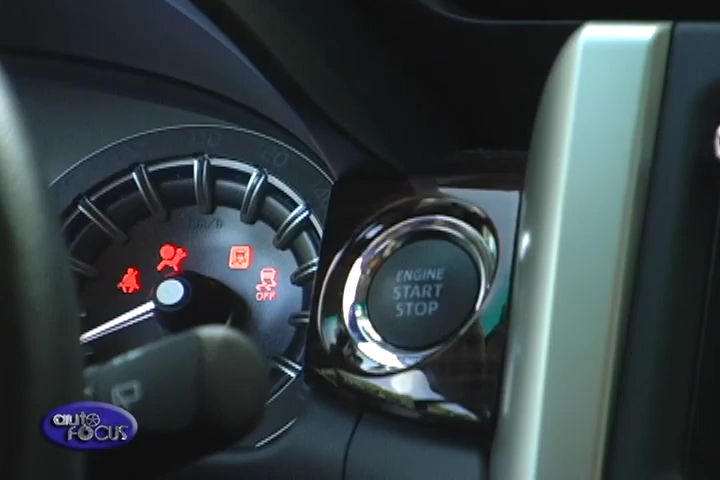 OFF
ENGINE
START
STOP
auto
FOCUS